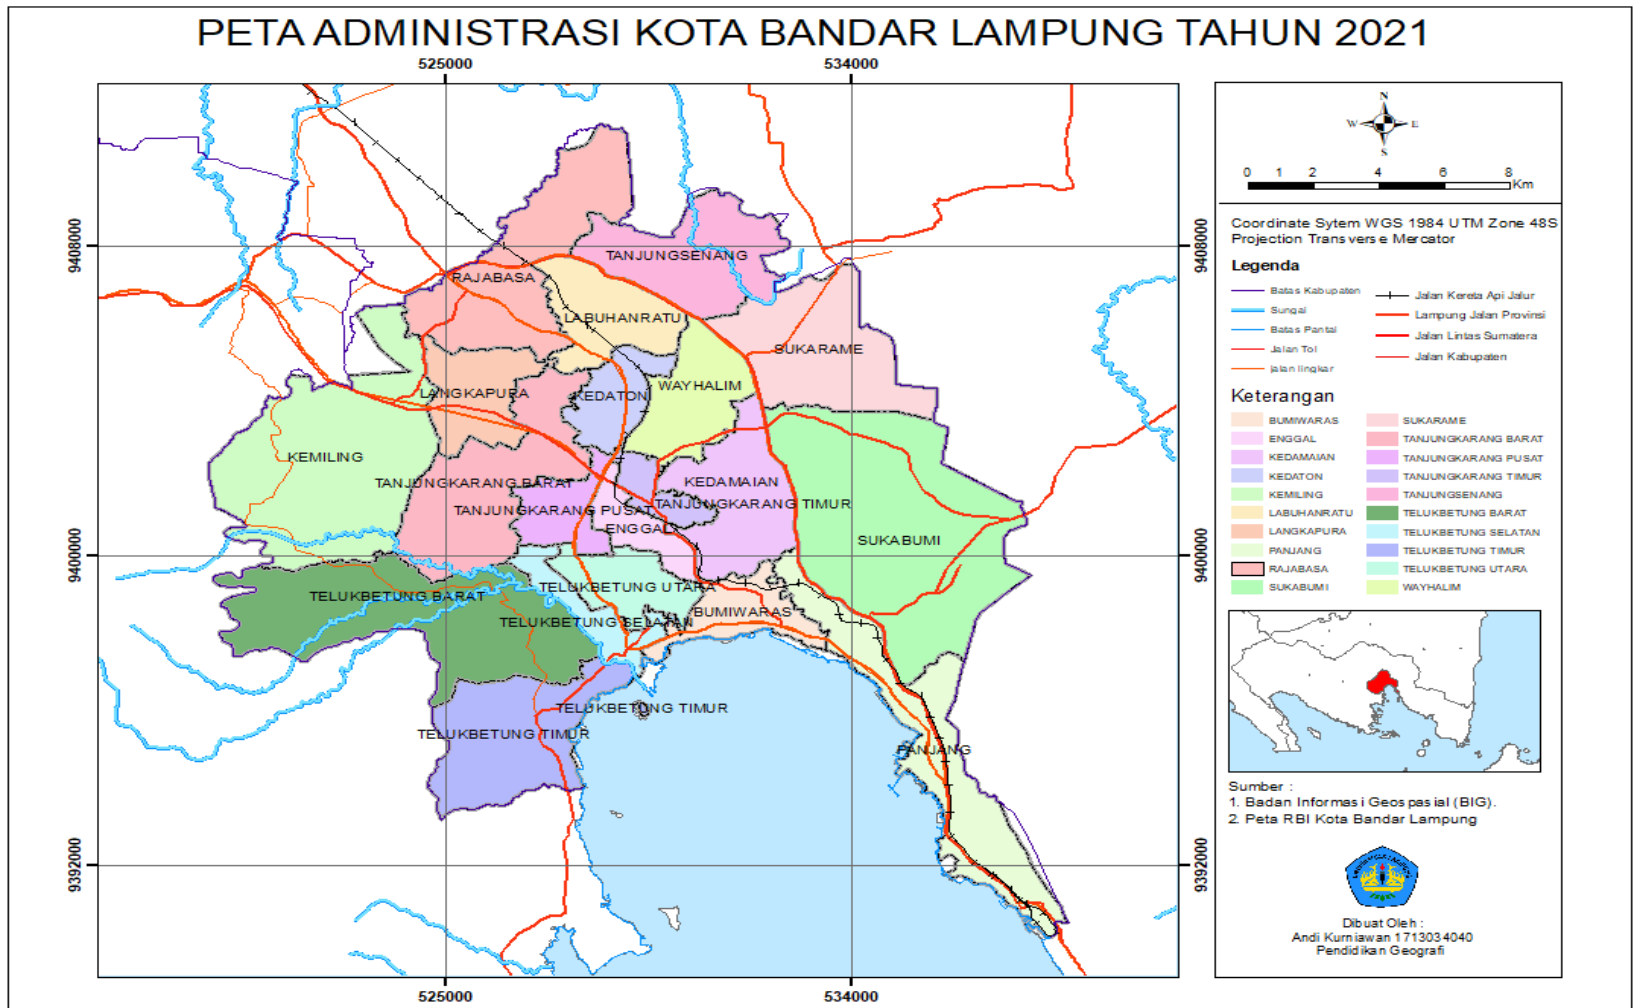 PETA ADMINISTRASI KOTA BANDAR LAMPUNG TAHUN 2021
525000
534000
9408000
9408000
9400000
9400000
9392000
9392000
525000
534000
TANJUNGSENANG
RAJABASA
LABUHANRATU
SUKARAME
WAYHALIM
LANGKAPURA
KEDATON
KEMILING
TANJUNGKARANG BARAT
KEDAMAIAN
TANJUNGKARANG PUSAT
TANJUNGKARANG TIMUR
ENGGAL
SUKABUMI
TELUKBETUNG UTARA
TELUKBETUNG BARAT
BUMIWARAS
TELUKBETUNG SELATAN
TELUKBETUNG TIMUR
TELUKBETUNG TIMUR
PANJANG
N
W E
S
0 1 2 4 6 8
Km
Coordinate Sytem WGS 1984 UTM Zone 48S
Projection Transverse Mercator
Legenda
Batas Kabupaten
Sungai
Batas Pantai
Jalan Tol
jalan lingkar
Jalan Kereta Api Jalur
Lampung Jalan Provinsi
Jalan Lintas Sumatera
Jalan Kabupaten
Keterangan
BUMIWARAS
ENGGAL
KEDAMAIAN
KEDATON
KEMILING
LABUHANRATU
LANGKAPURA
PANJANG
RAJABASA
SUKABUMI
SUKARAME
TANJUNGKARANG BARAT
TANJUNGKARANG PUSAT
TANJUNGKARANG TIMUR
TANJUNGSENANG
TELUKBETUNG BARAT
TELUKBETUNG SELATAN
TELUKBETUNG TIMUR
TELUKBETUNG UTARA
WAYHALIM
Sumber :
1. Badan Informasi Geospasial (BIG).
2. Peta RBI Kota Bandar Lampung
Dibuat Oleh :
Andi Kurniawan 1713034040
Pendidikan Geografi